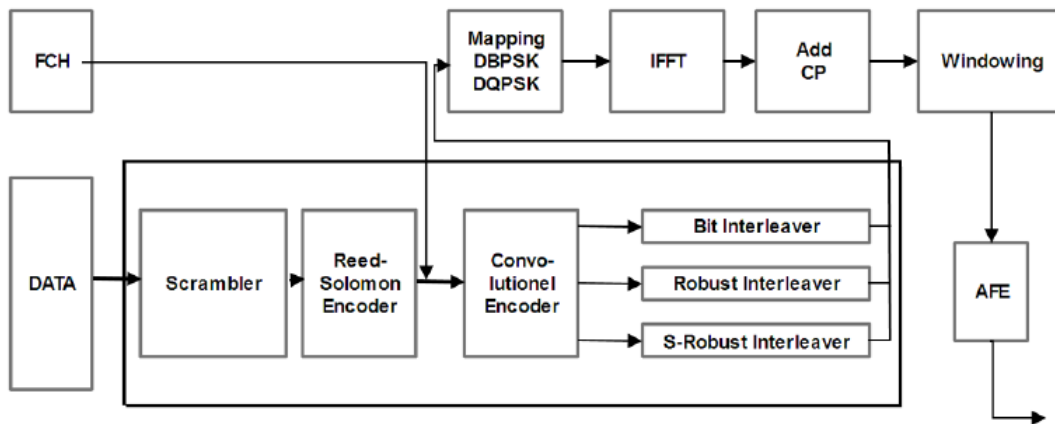 FCH
Mapping
DBPSK
DQPSK
IFFT
Add
CP
Windowing
DATA
Scrambler
Reed-
Solomon
Encoder
Convo-
lutionel
Encoder
Bit Interleaver
Robust Interleaver
S-Robust Interleaver
AFE